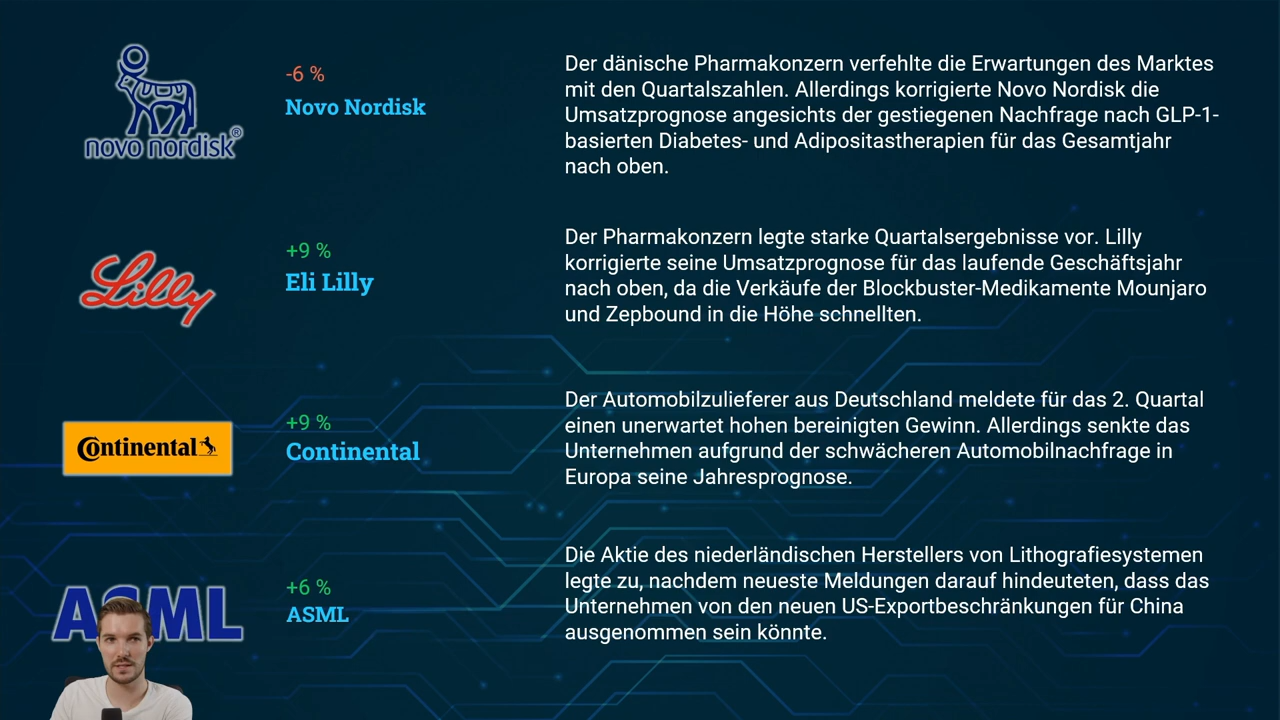 novo nordisk®
-6 %
Novo Nordisk
Der dänische Pharmakonzern verfehlte die Erwartungen des Marktes
mit den Quartalszahlen. Allerdings korrigierte Novo Nordisk die
Umsatzprognose angesichts der gestiegenen Nachfrage nach GLP-1-
basierten Diabetes- und Adipositastherapien für das Gesamtjahr
nach oben.
Lilly
+9 %
Eli Lilly
Der Pharmakonzern legte starke Quartalsergebnisse vor. Lilly
korrigierte seine Umsatzprognose für das laufende Geschäftsjahr
nach oben, da die Verkäufe der Blockbuster-Medikamente Mounjaro
und Zepbound in die Höhe schnellten.
Continental
+9 %
Continental
Der Automobilzulieferer aus Deutschland meldete für das 2. Quartal
einen unerwartet hohen bereinigten Gewinn. Allerdings senkte das
Unternehmen aufgrund der schwächeren Automobilnachfrage in
Europa seine Jahresprognose.
ASML
+6 %
ASML
Die Aktie des niederländischen Herstellers von Lithografiesystemen
legte zu, nachdem neueste Meldungen darauf hindeuteten, dass das
Unternehmen von den neuen US-Exportbeschränkungen für China
ausgenommen sein könnte.